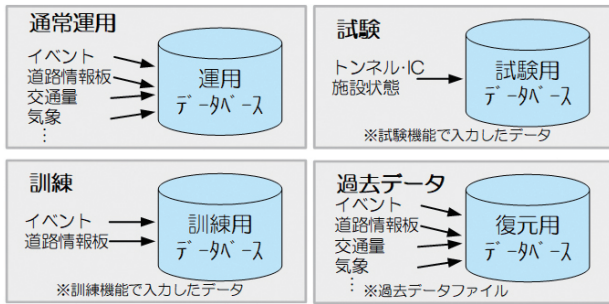 通常運用
イベント
道路情報板
交通量
気象
⋮
運用
データベース
試験
トンネル・IC
施設状態
試験用
データベース
※試験機能で入力したデータ
訓練
イベント
道路情報板
訓練用
データベース
※訓練機能で入力したデータ
過去データ
イベント
道路情報板
交通量
気象
⋮
復元用
データベース
※過去データファイル